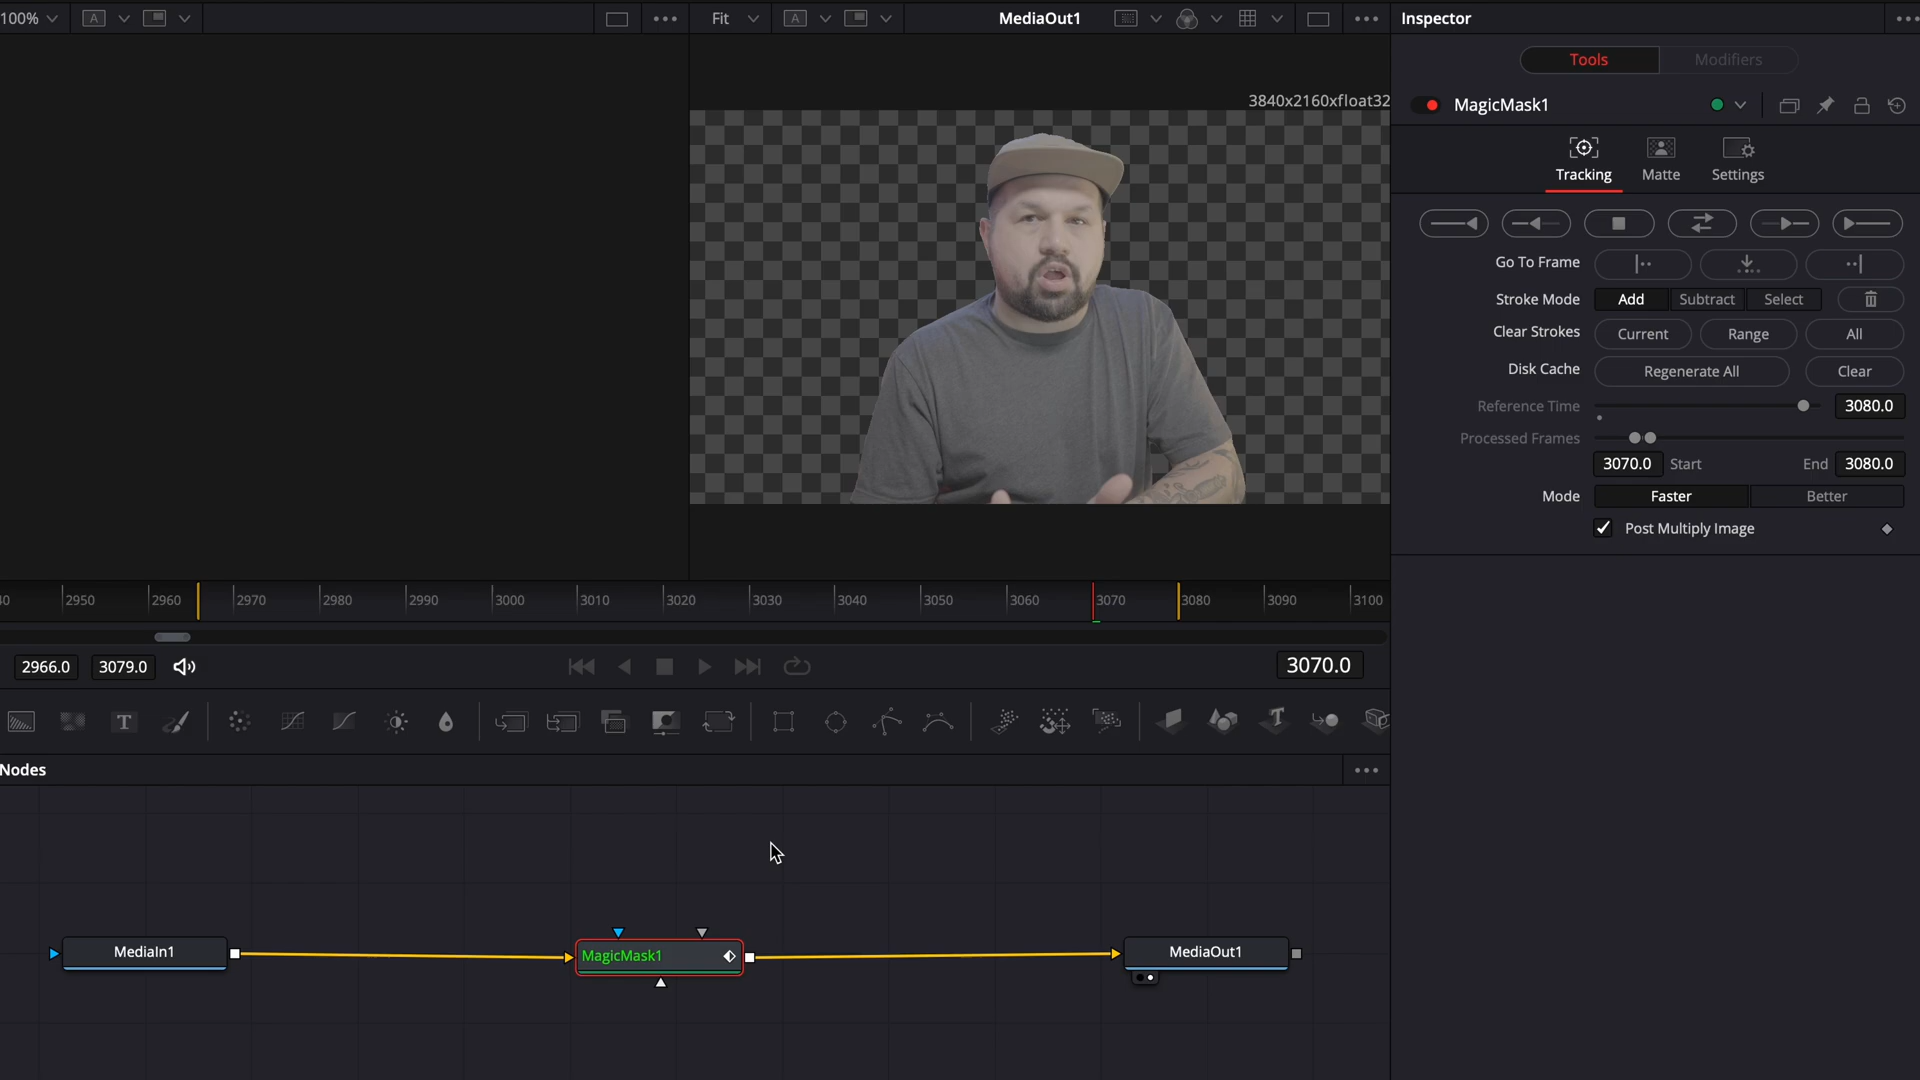 100%
A
Fit
A
MediaOut1
Inspector
Tools
Modifiers
3840x2160xfloat32
MagicMask1
Tracking
Matte
Settings
Go To Frame
Stroke Mode
Add
Subtract
Select
Clear Strokes
Current
Range
All
Disk Cache
Regenerate All
Clear
Reference Time
3080.0
Processed Frames
3070.0 Start
End 3080.0
Mode
Faster
Better
Post Multiply Image
2950 2960 2970 2980 2990 3000 3010 3020 3030 3040 3050 3060 3070 3080 3090 3100
2966.0 3079.0
3070.0
T
T
Nodes
MediaIn1
MagicMask1
MediaOut1